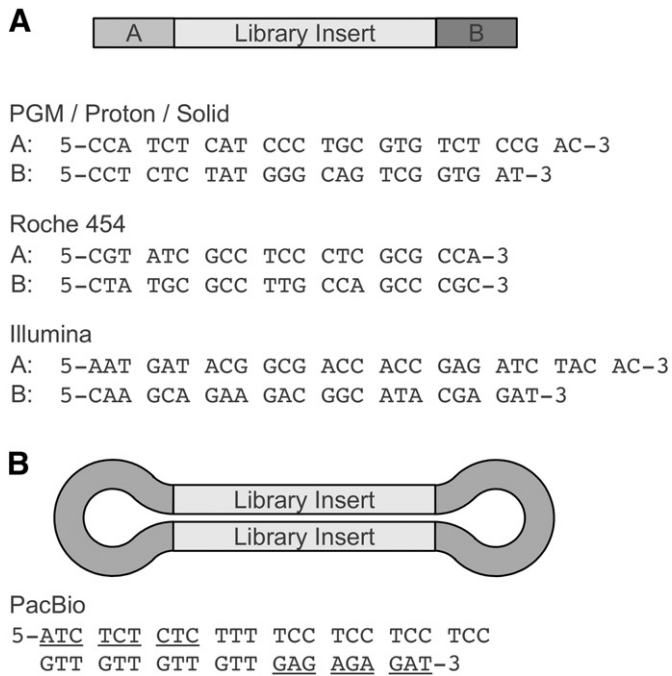 A
A Library Insert B
PGM / Proton / Solid
A: 5-CCA TCT CAT CCC TGC GTG TCT CCG AC-3
B: 5-CCT CTC TAT GGG CAG TCG GTG AT-3
Roche 454
A: 5-CGT ATC GCC TCC CTC GCG CCA-3
B: 5-CTA TGC GCC TTG CCA GCC CGC-3
Illumina
A: 5-AAT GAT ACG GCG ACC ACC GAG ATC TAC AC-3
B: 5-CAA GCA GAA GAC GGC ATA CGA GAT-3
B
Library Insert
Library Insert
PacBio
5-ATC TCT CTC TTT TCC TCC TCC TCC
GTT GTT GTT GTT GAG AGA GAT-3